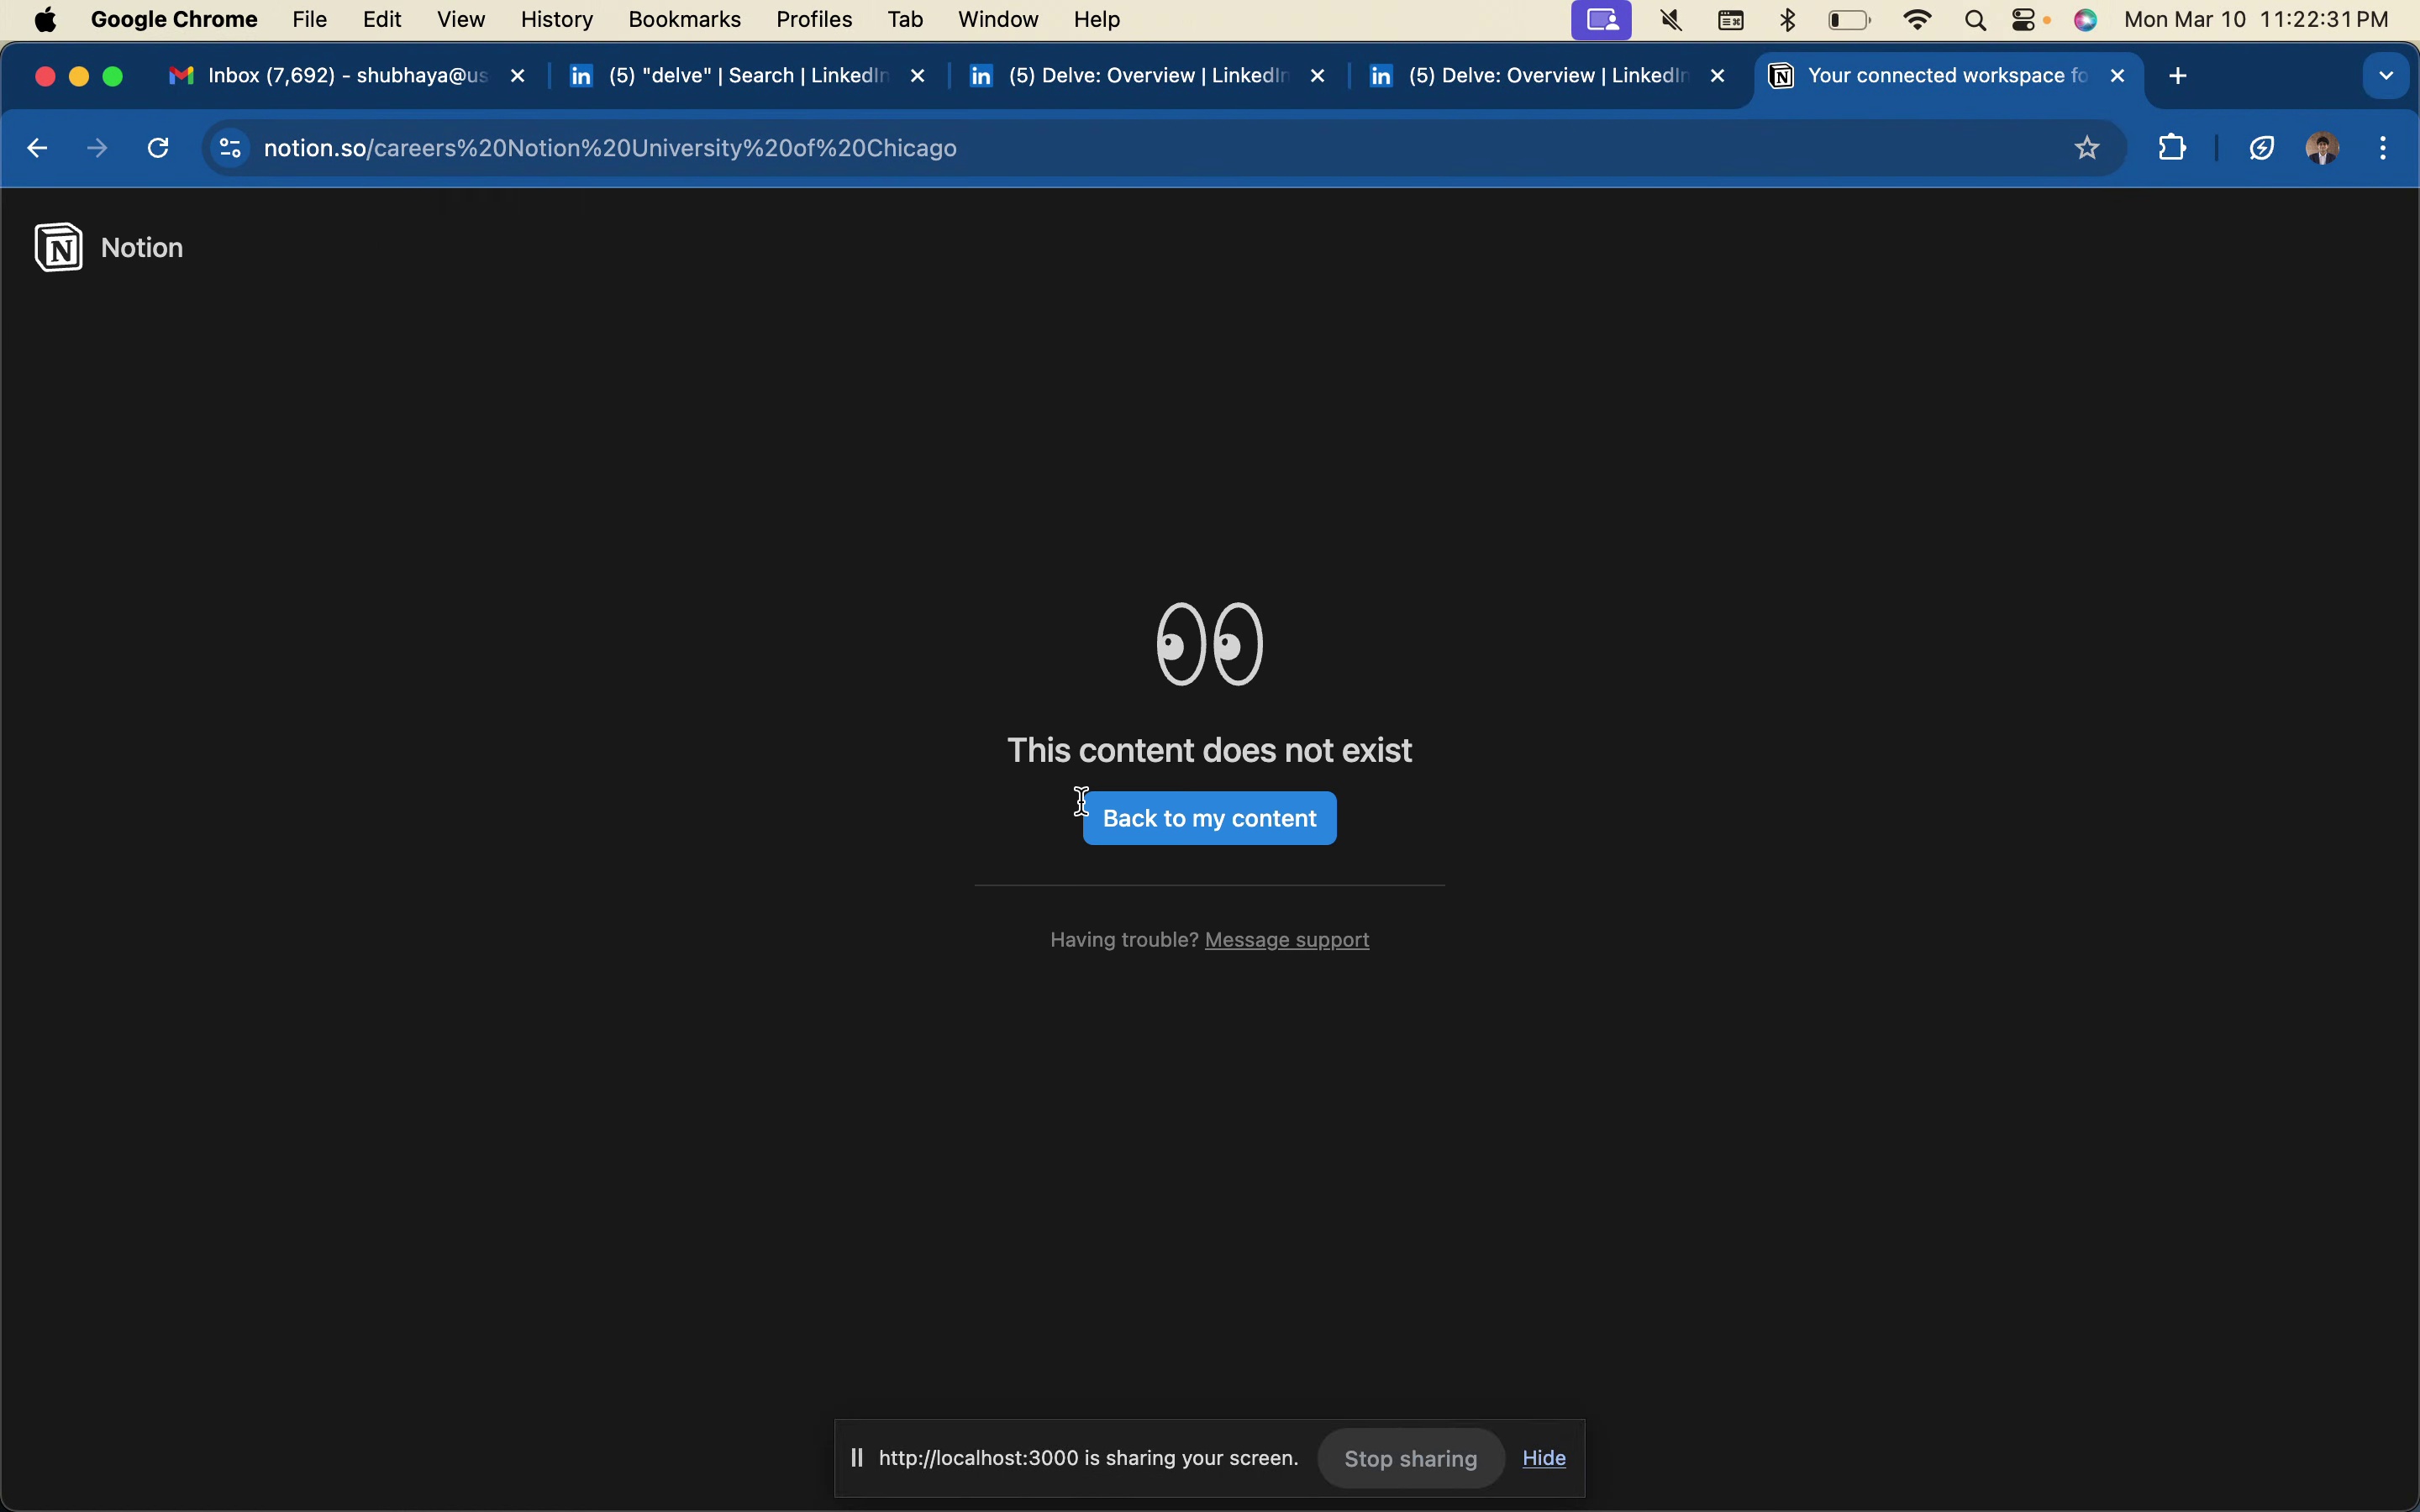 Google Chrome File Edit View History Bookmarks Profiles Tab Window Help Mon Mar 10 11:22:31 PM
Inbox (7,692) - shubhaya@us (5) "delve" | Search | LinkedIn (5) Delve: Overview | LinkedIn (5) Delve: Overview | LinkedIn Your connected workspace fo
notion.so/careers%20Notion%20University%20of%20Chicago
Notion
This content does not exist
Back to my content
Having trouble? Message support
http://localhost:3000 is sharing your screen. Stop sharing Hide